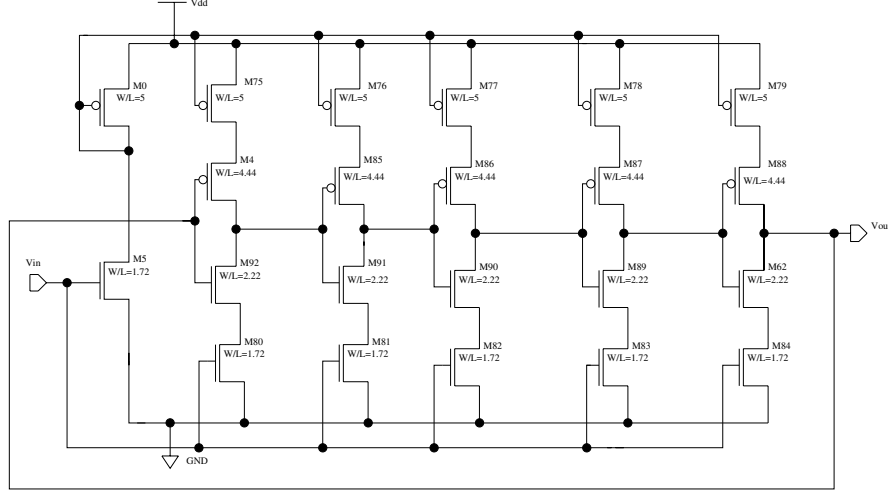 Vdd
M0
W/L=5
M75
W/L=5
M76
W/L=5
M77
W/L=5
M78
W/L=5
M79
W/L=5
M4
W/L=4.44
M85
W/L=4.44
M86
W/L=4.44
M87
W/L=4.44
M88
W/L=4.44
Vou
Vin
M5
W/L=1.72
M92
W/L=2.22
M91
W/L=2.22
M90
W/L=2.22
M89
W/L=2.22
M62
W/L=2.22
M80
W/L=1.72
M81
W/L=1.72
M82
W/L=1.72
M83
W/L=1.72
M84
W/L=1.72
GND